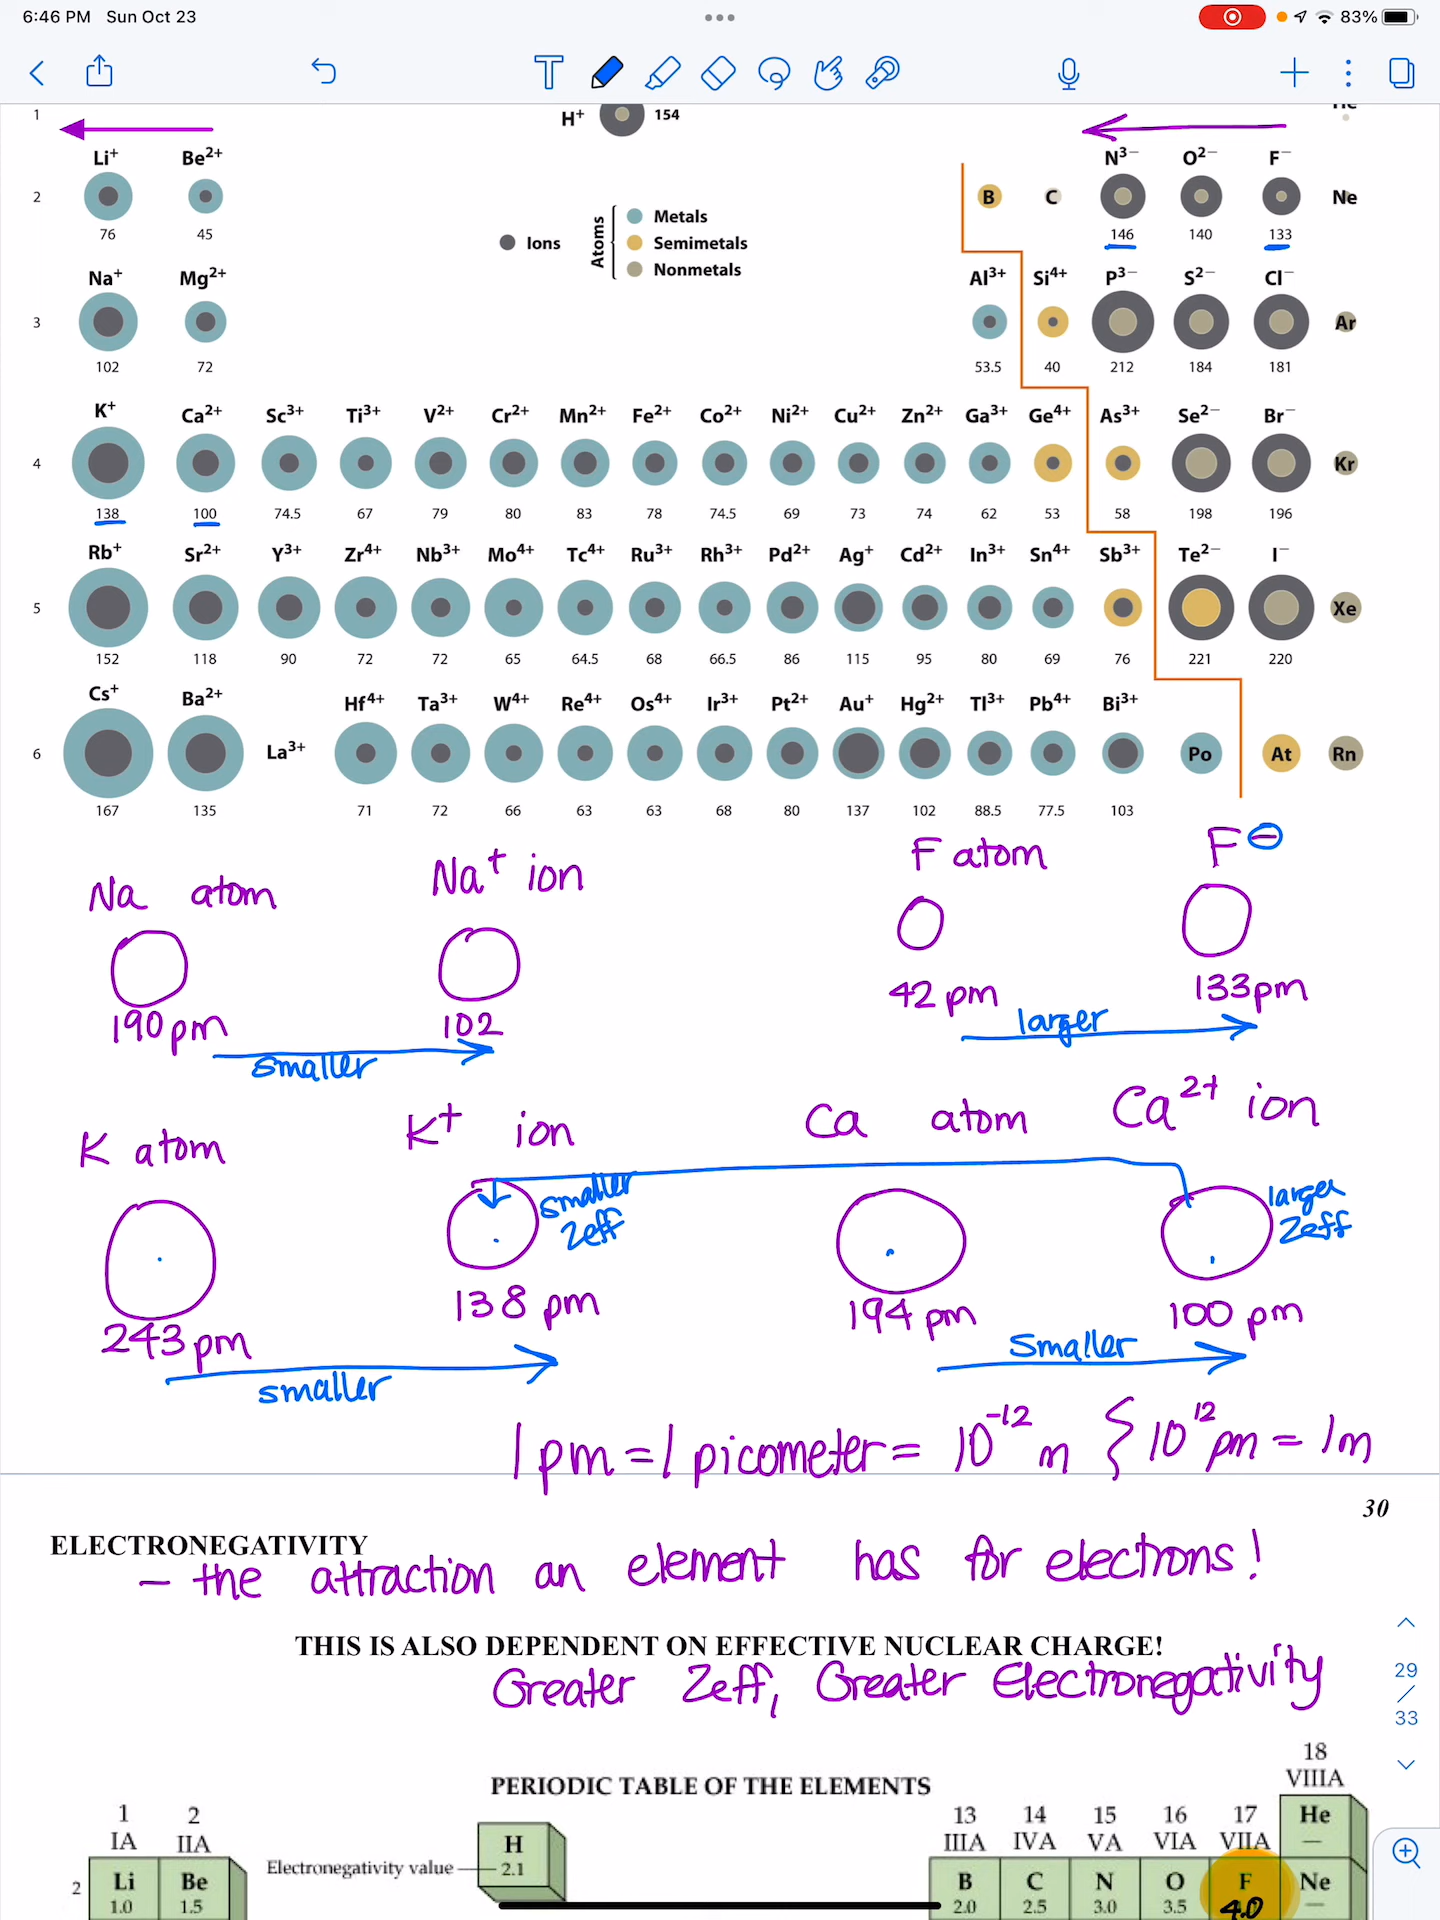 6:46 PM Sun Oct 23
83%
1
H⁺ 154
Li⁺ Be²⁺ N³⁻ O²⁻ F⁻
2 B C Ne
76 45 146 140 133
Ions
Atoms
Metals
Semimetals
Nonmetals
Na⁺ Mg²⁺ Al³⁺ Si⁴⁺ P³⁻ S²⁻ Cl⁻
3 Ar
102 72 53.5 40 212 184 181
K⁺ Ca²⁺ Sc³⁺ Ti³⁺ V²⁺ Cr²⁺ Mn²⁺ Fe²⁺ Co²⁺ Ni²⁺ Cu²⁺ Zn²⁺ Ga³⁺ Ge⁴⁺ As³⁺ Se²⁻ Br⁻
4 Kr
138 100 74.5 67 79 80 83 78 74.5 69 73 74 62 53 58 198 196
Rb⁺ Sr²⁺ Y³⁺ Zr⁴⁺ Nb³⁺ Mo⁴⁺ Tc⁴⁺ Ru³⁺ Rh³⁺ Pd²⁺ Ag⁺ Cd²⁺ In³⁺ Sn⁴⁺ Sb³⁺ Te²⁻ I⁻
5 Xe
152 118 90 72 72 65 64.5 68 66.5 86 115 95 80 69 76 221 220
Cs⁺ Ba²⁺ Hf⁴⁺ Ta³⁺ W⁴⁺ Re⁴⁺ Os⁴⁺ Ir³⁺ Pt²⁺ Au⁺ Hg²⁺ Tl³⁺ Pb⁴⁺ Bi³⁺
6 La³⁺ Po At Rn
167 135 71 72 66 63 63 68 80 137 102 88.5 77.5 103
Na atom Na⁺ ion F atom F⊖
190 pm 102 42 pm 133 pm
smaller larger
K atom K⁺ ion Ca atom Ca²⁺ ion
smaller Zeff larger Zeff
243 pm 138 pm 194 pm 100 pm
smaller Smaller
1 pm = 1 picometer = 10⁻¹² m { 10¹² pm = 1m
30
ELECTRONEGATIVITY
– the attraction an element has for electrons!
THIS IS ALSO DEPENDENT ON EFFECTIVE NUCLEAR CHARGE!
Greater Zeff, Greater Electronegativity
29
/
33
PERIODIC TABLE OF THE ELEMENTS
18
VIIIA
1 2 13 14 15 16 17
IA IIA IIIA IVA VA VIA VIIA
He
—
H
Electronegativity value 2.1
2 Li Be B C N O F Ne
1.0 1.5 2.0 2.5 3.0 3.5 4.0 —